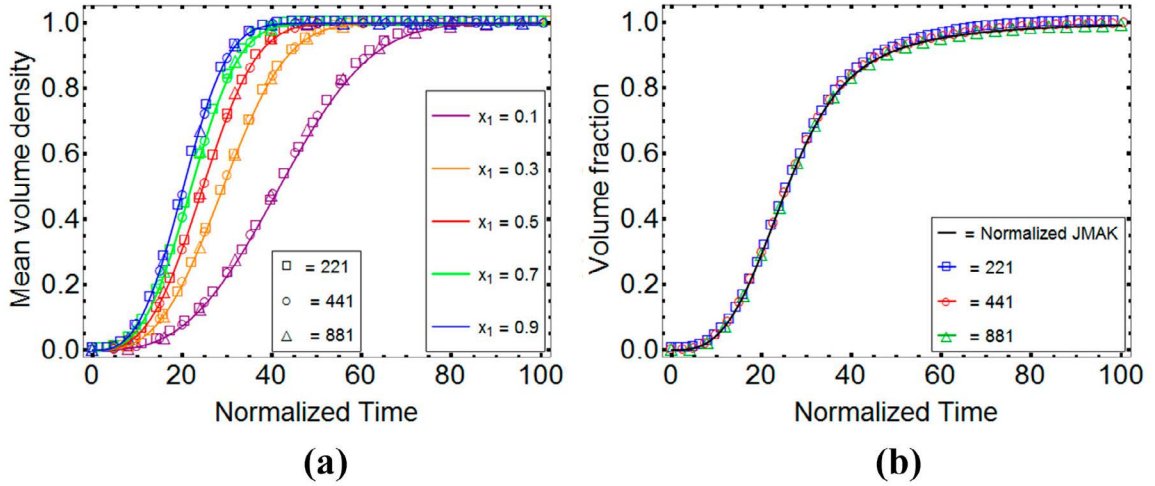 Mean volume density
1.0
0.8
0.6
0.4
0.2
0.0
x1 = 0.1
x1 = 0.3
x1 = 0.5
x1 = 0.7
x1 = 0.9
= 221
= 441
= 881
0 20 40 60 80 100
Normalized Time
(a)
Volume fraction
1.0
0.8
0.6
0.4
0.2
0.0
= Normalized JMAK
= 221
= 441
= 881
0 20 40 60 80 100
Normalized Time
(b)